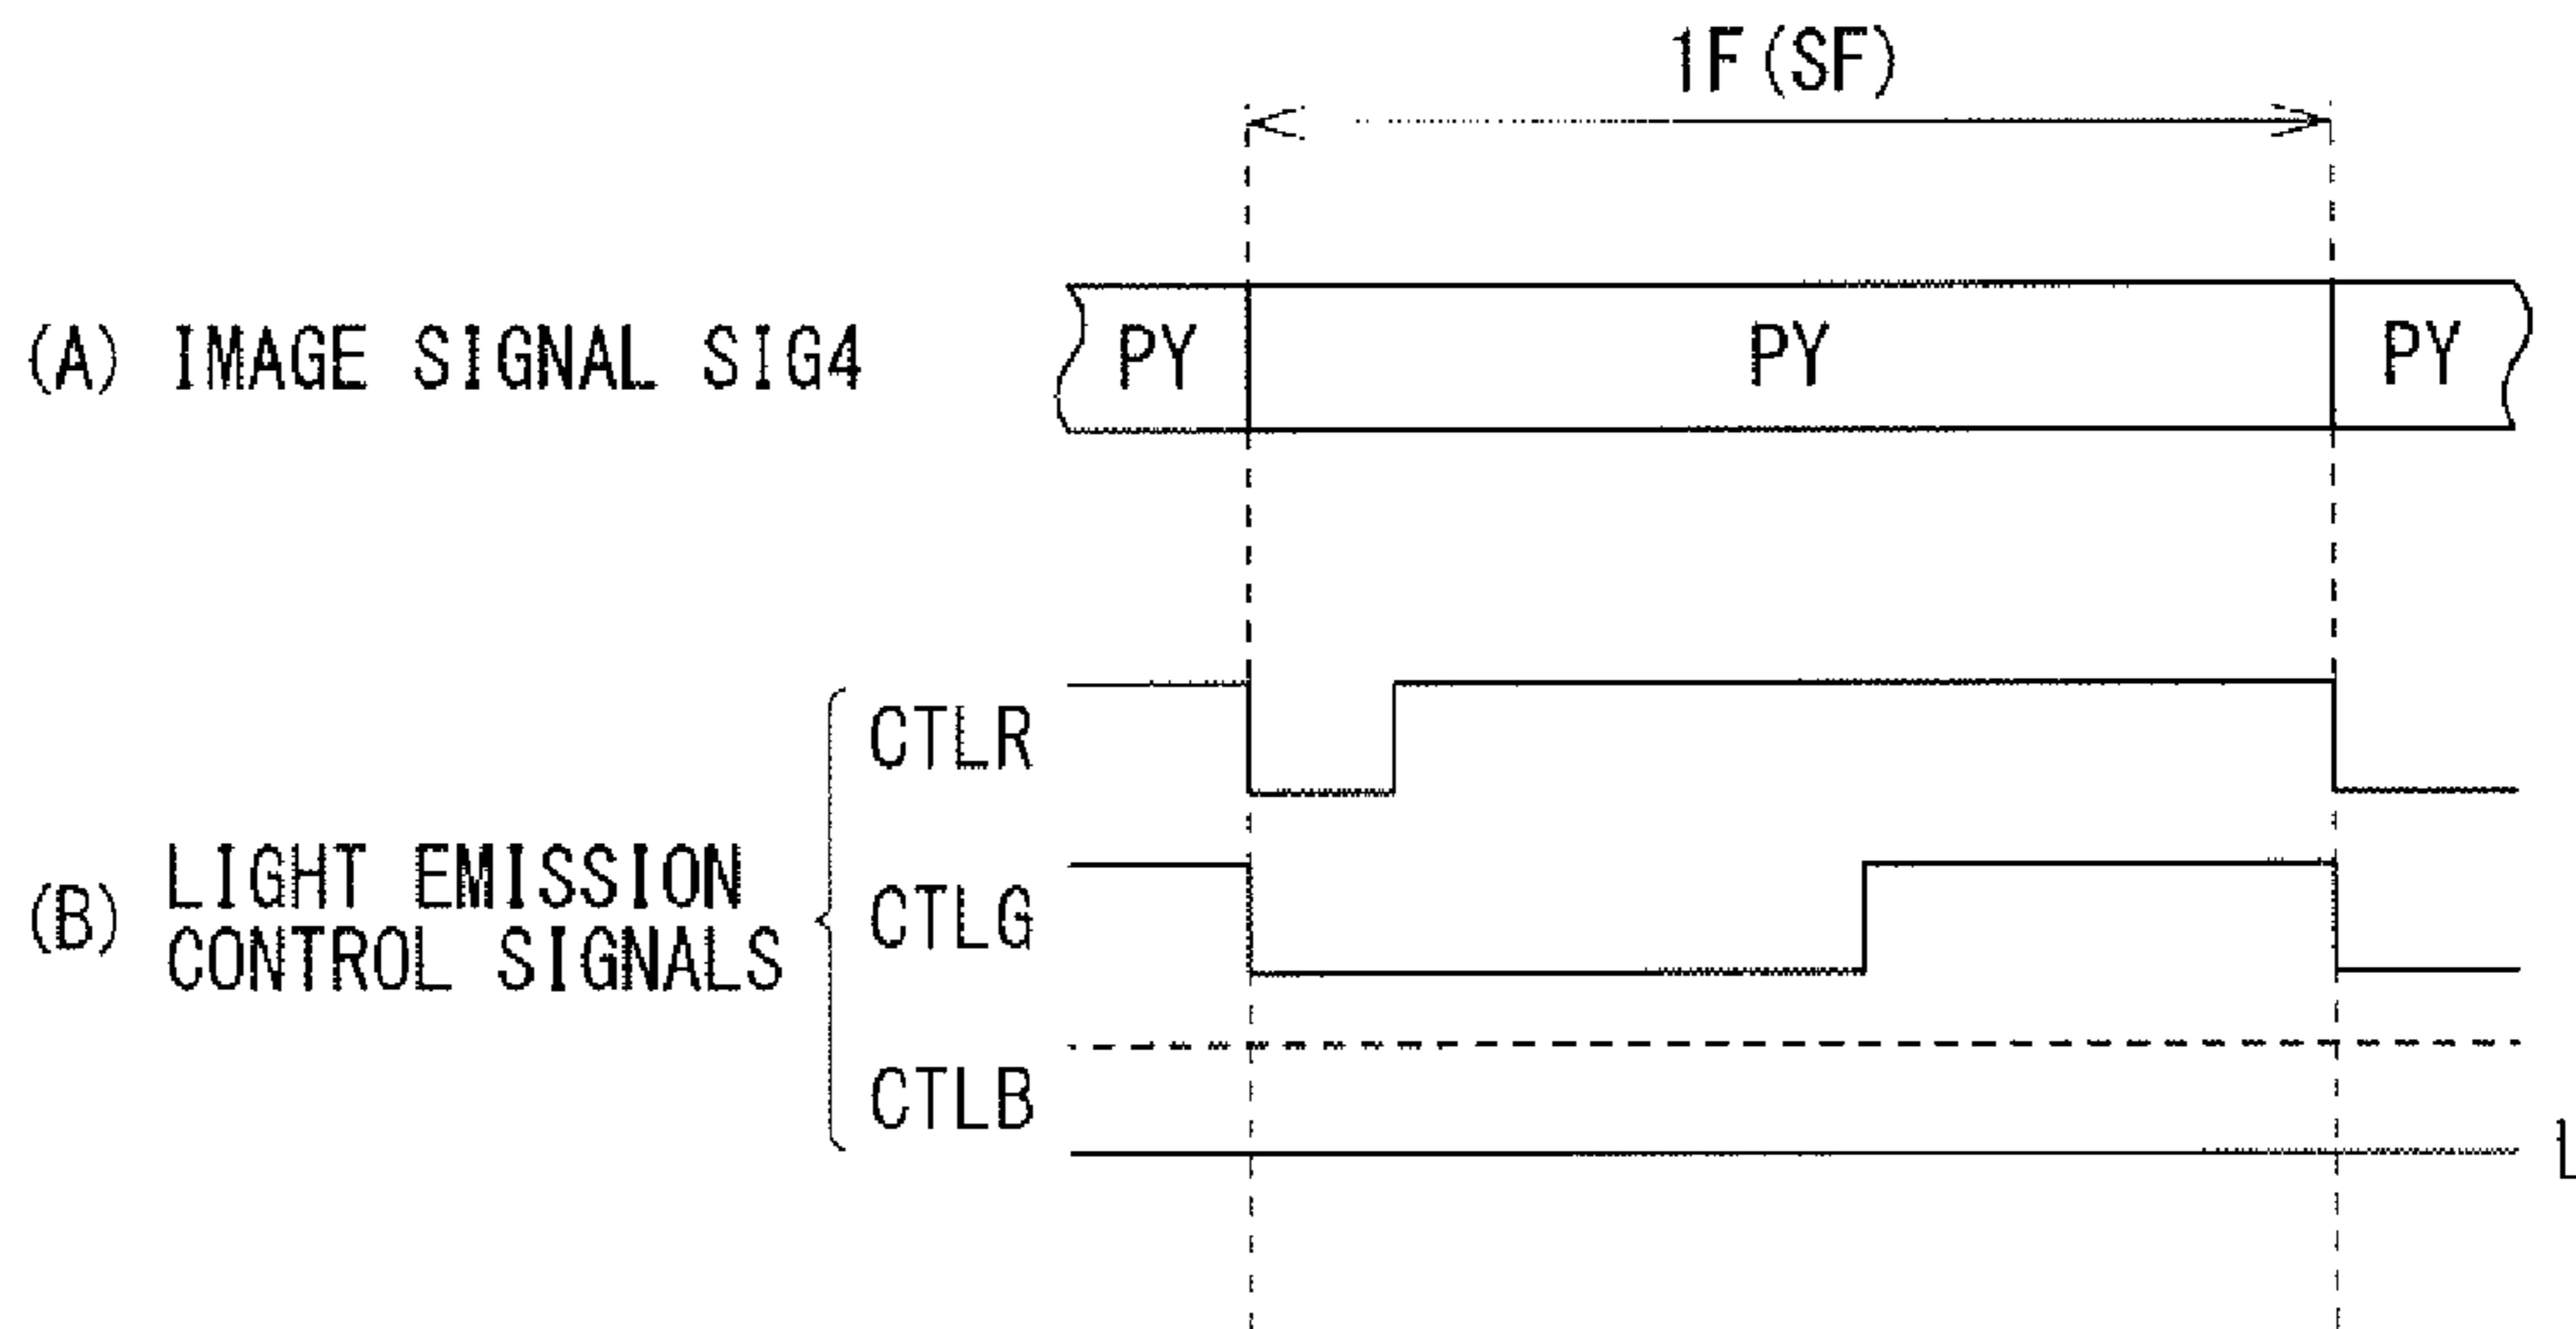 1F(SF)
(A) IMAGE SIGNAL SIG4
PY
PY
PY
(B) LIGHT EMISSION
CONTROL SIGNALS
CTLR
CTLG
CTLB
L